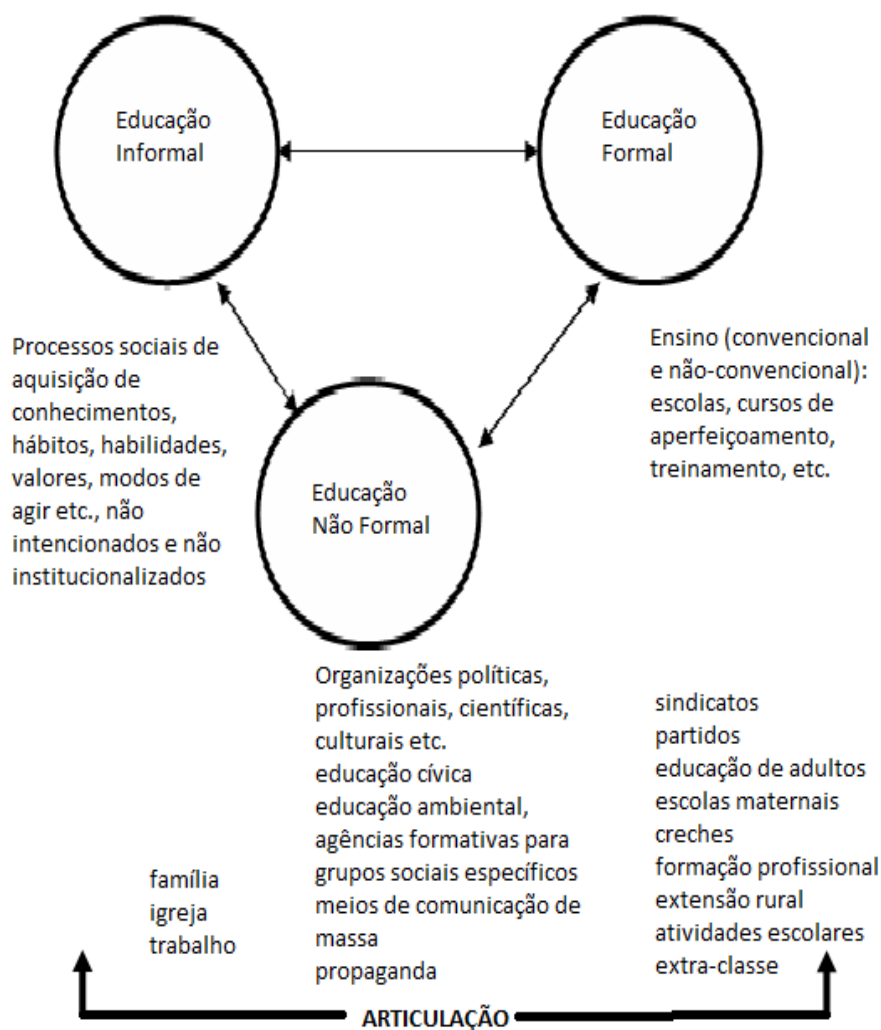 Educação
Informal
Educação
Formal
Processos sociais de
aquisição de
conhecimentos,
hábitos, habilidades,
valores, modos de
agir etc., não
intencionados e não
institucionalizados
Ensino (convencional
e não-convencional):
escolas, cursos de
aperfeiçoamento,
treinamento, etc.
Educação
Não Formal
Organizações políticas,
profissionais, científicas,
culturais etc.
educação cívica
educação ambiental,
agências formativas para
grupos sociais específicos
meios de comunicação de
massa
propaganda
sindicatos
partidos
educação de adultos
escolas maternais
creches
formação profissional
extensão rural
atividades escolares
extra-classe
família
igreja
trabalho
ARTICULAÇÃO